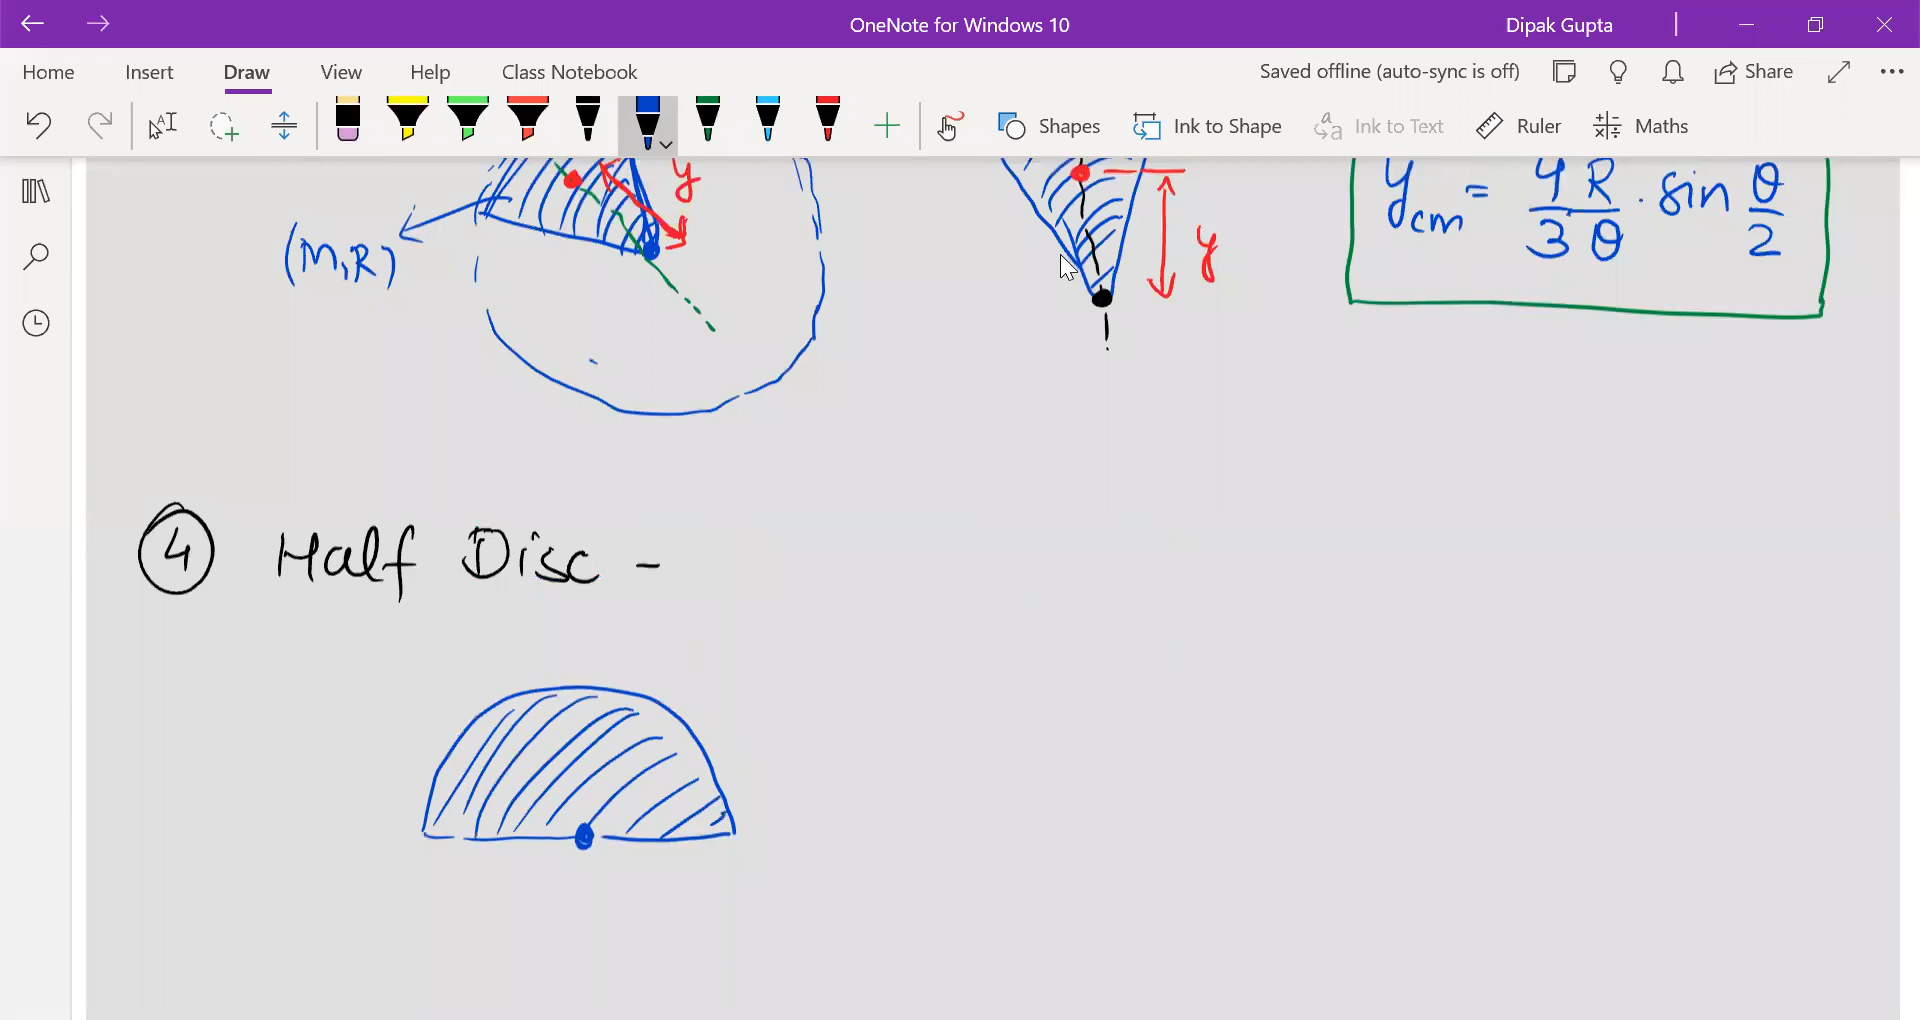 OneNote for Windows 10
Dipak Gupta
Home Insert Draw View Help Class Notebook
Saved offline (auto-sync is off)
Share
Shapes
Ink to Shape
Ink to Text
Ruler
Maths
(M,R)
y
y
y_cm = 4R/3θ . sin θ/2
④ Half Disc -